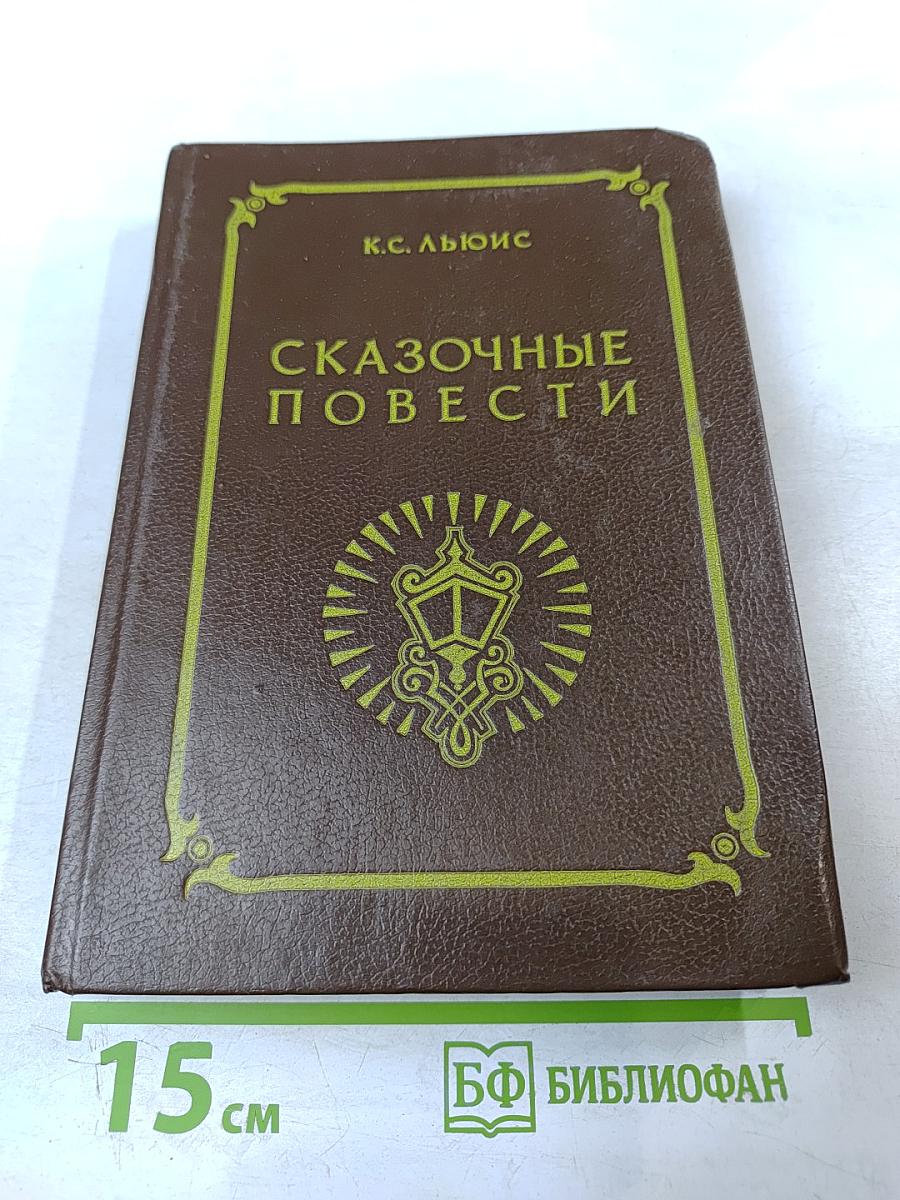 К.С. ЛЬЮИС
СКАЗОЧНЫЕ
ПОВЕСТИ
15 см
БФ БИБЛИОФАН